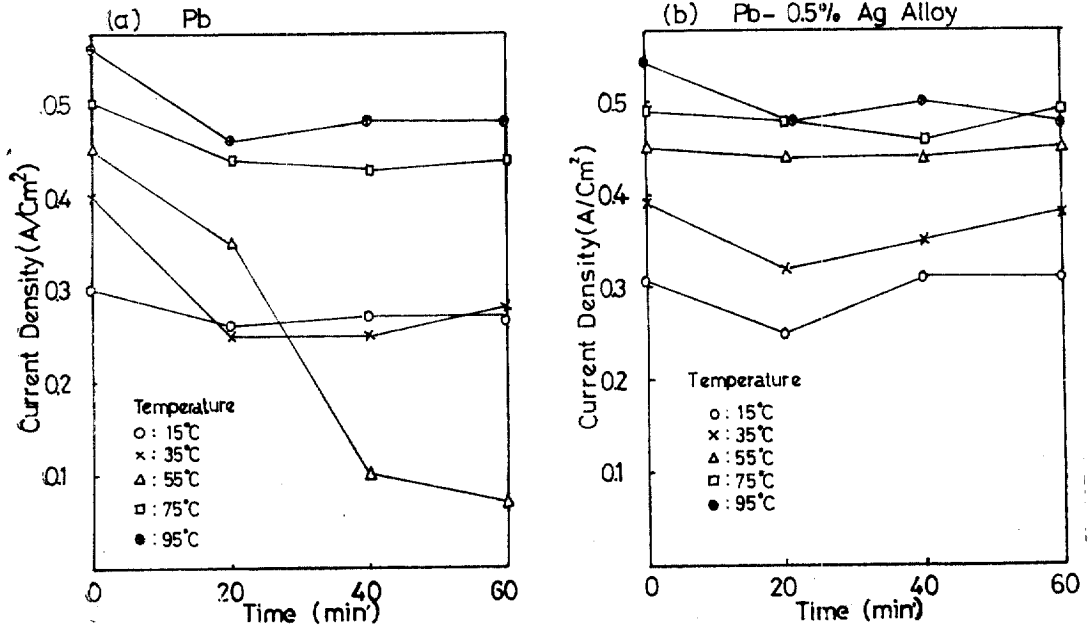 (a) Pb
Current Density (A/Cm²)
0.5
0.4
0.3
0.2
0.1
Temperature
o : 15°C
× : 35°C
△ : 55°C
□ : 75°C
● : 95°C
0 20 40 60
Time (min)
(b) Pb- 0.5% Ag Alloy
Current Density (A/Cm²)
0.5
0.4
0.3
0.2
0.1
Temperature
o : 15°C
× : 35°C
△ : 55°C
□ : 75°C
● : 95°C
0 20 40 60
Time (min)